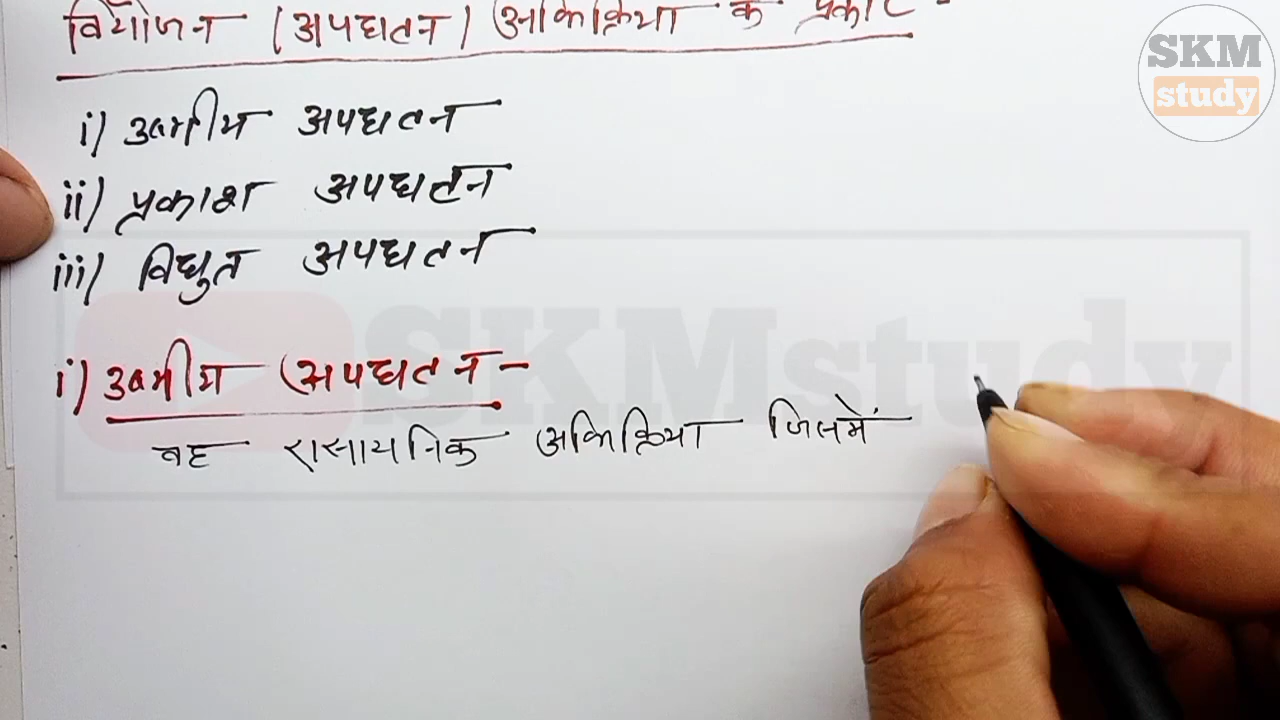 वियोजन (अपघटन) अभिक्रिया के प्रकार -
SKM
study
i) ऊष्मीय अपघटन
ii) प्रकाश अपघटन
iii) विद्युत अपघटन
SKMstudy
i) ऊष्मीय अपघटन -
वह रासायनिक अभिक्रिया जिसमें